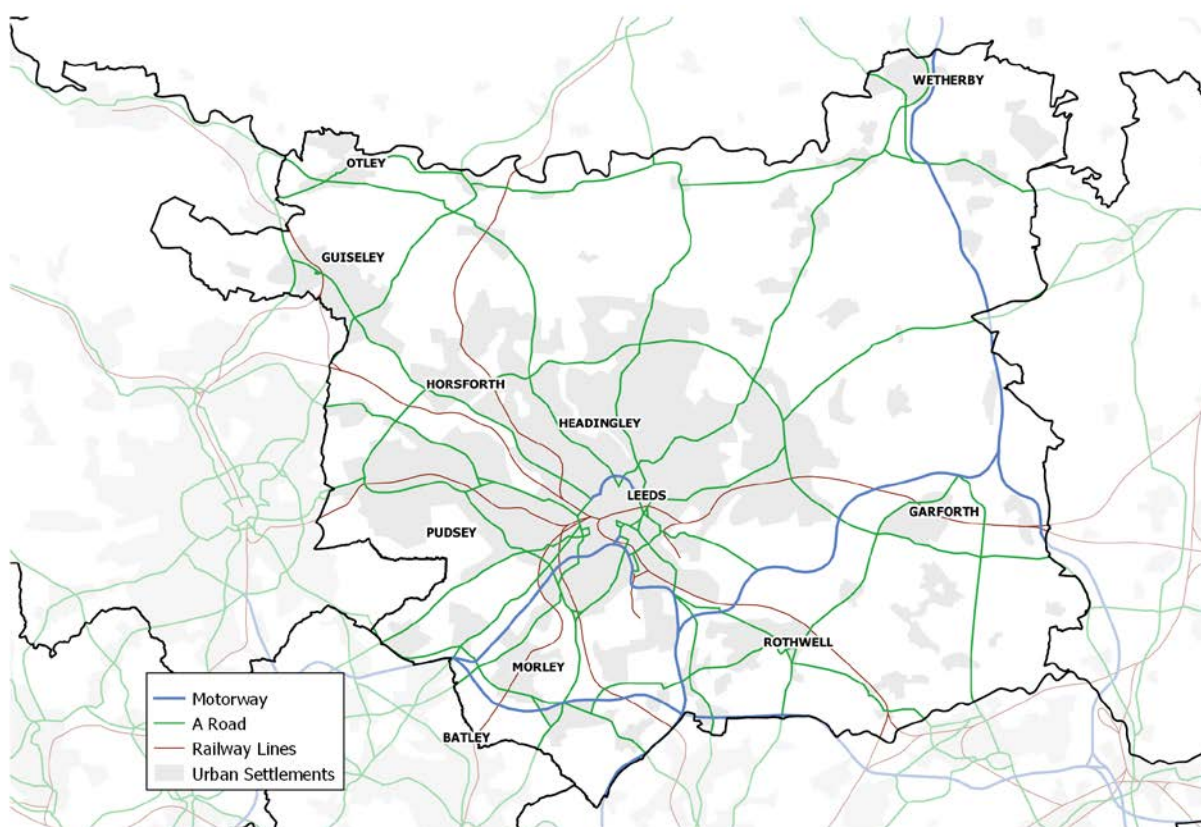 WETHERBY
OTLEY
GUISELEY
HORSFORTH
HEADINGLEY
LEEDS
GARFORTH
PUDSEY
ROTHWELL
MORLEY
BATLEY
Motorway
A Road
Railway Lines
Urban Settlements